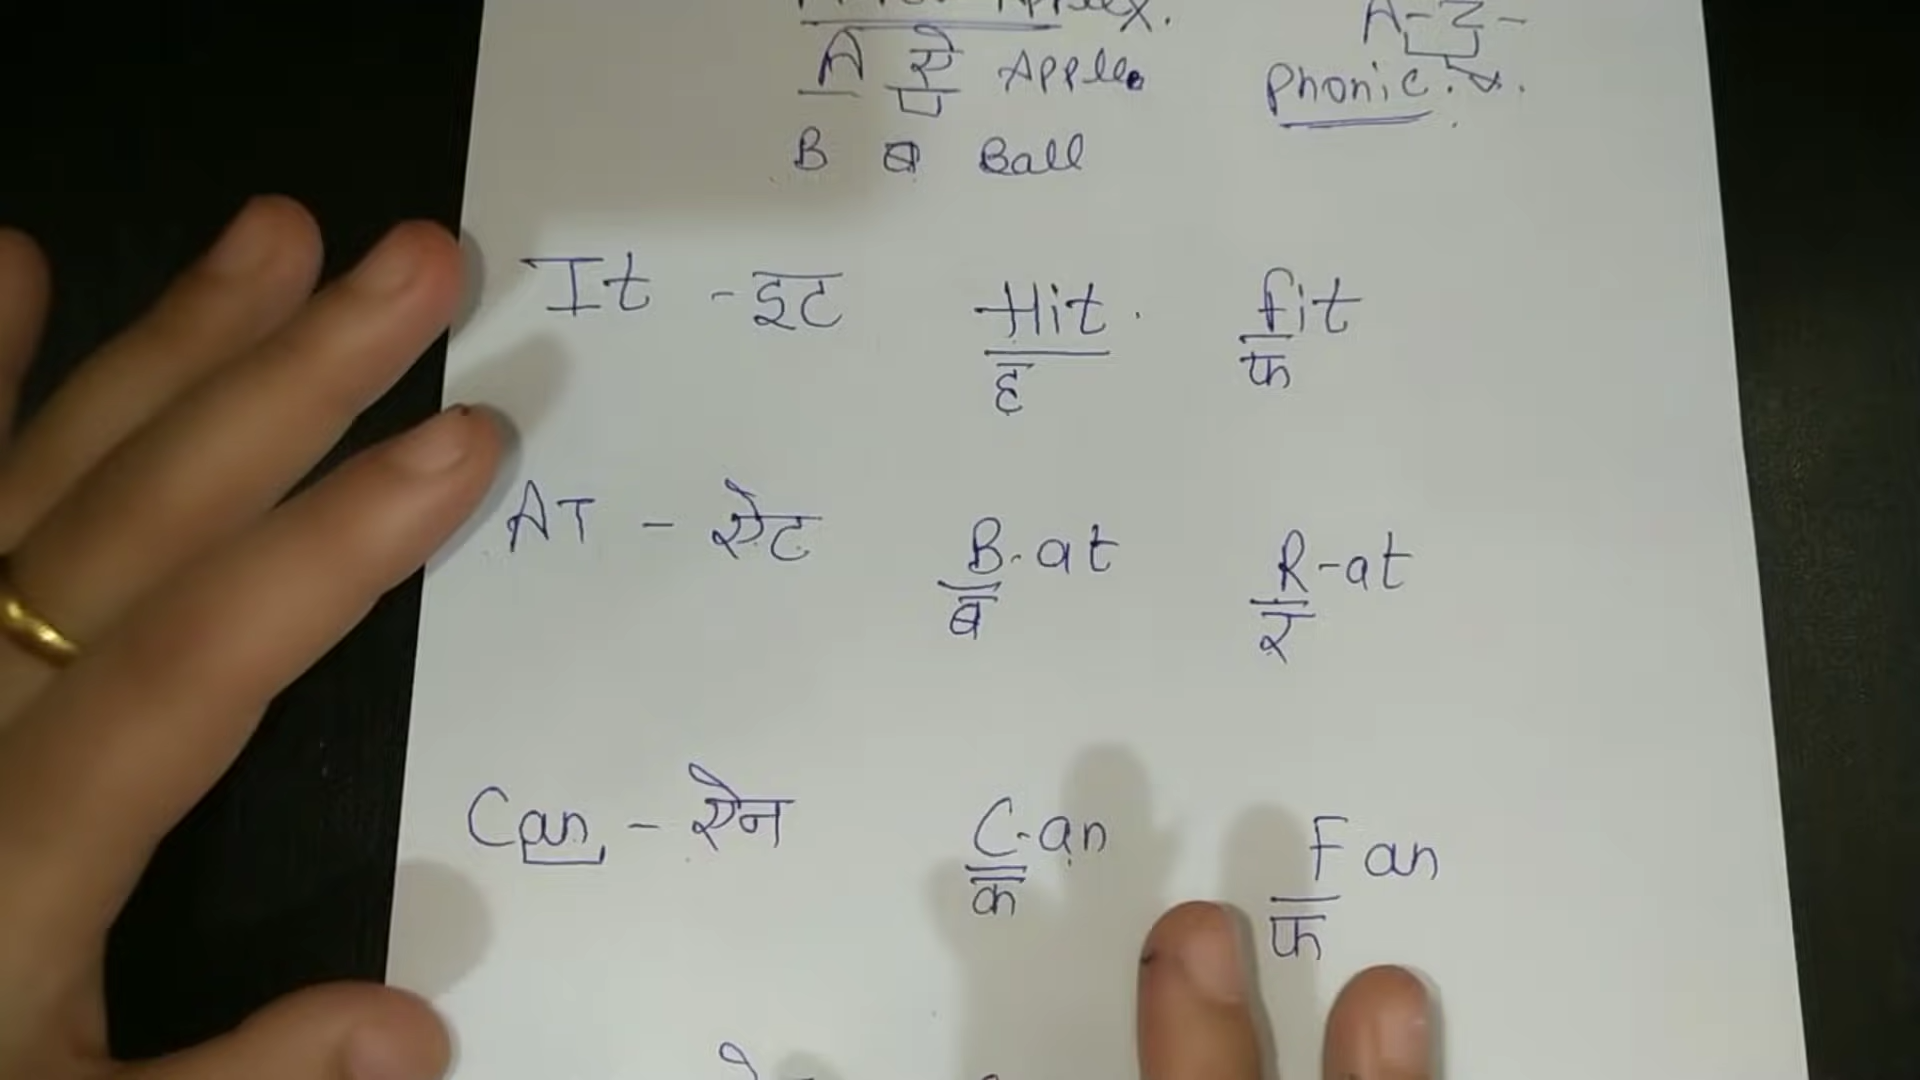 A-Z-
A ऐ Apple
Phonic.
B ब Ball
It - इट Hit. fit
ह फ
AT - ऐट B-at R-at
ब र
Can - ऐन C-an Fan
क फ